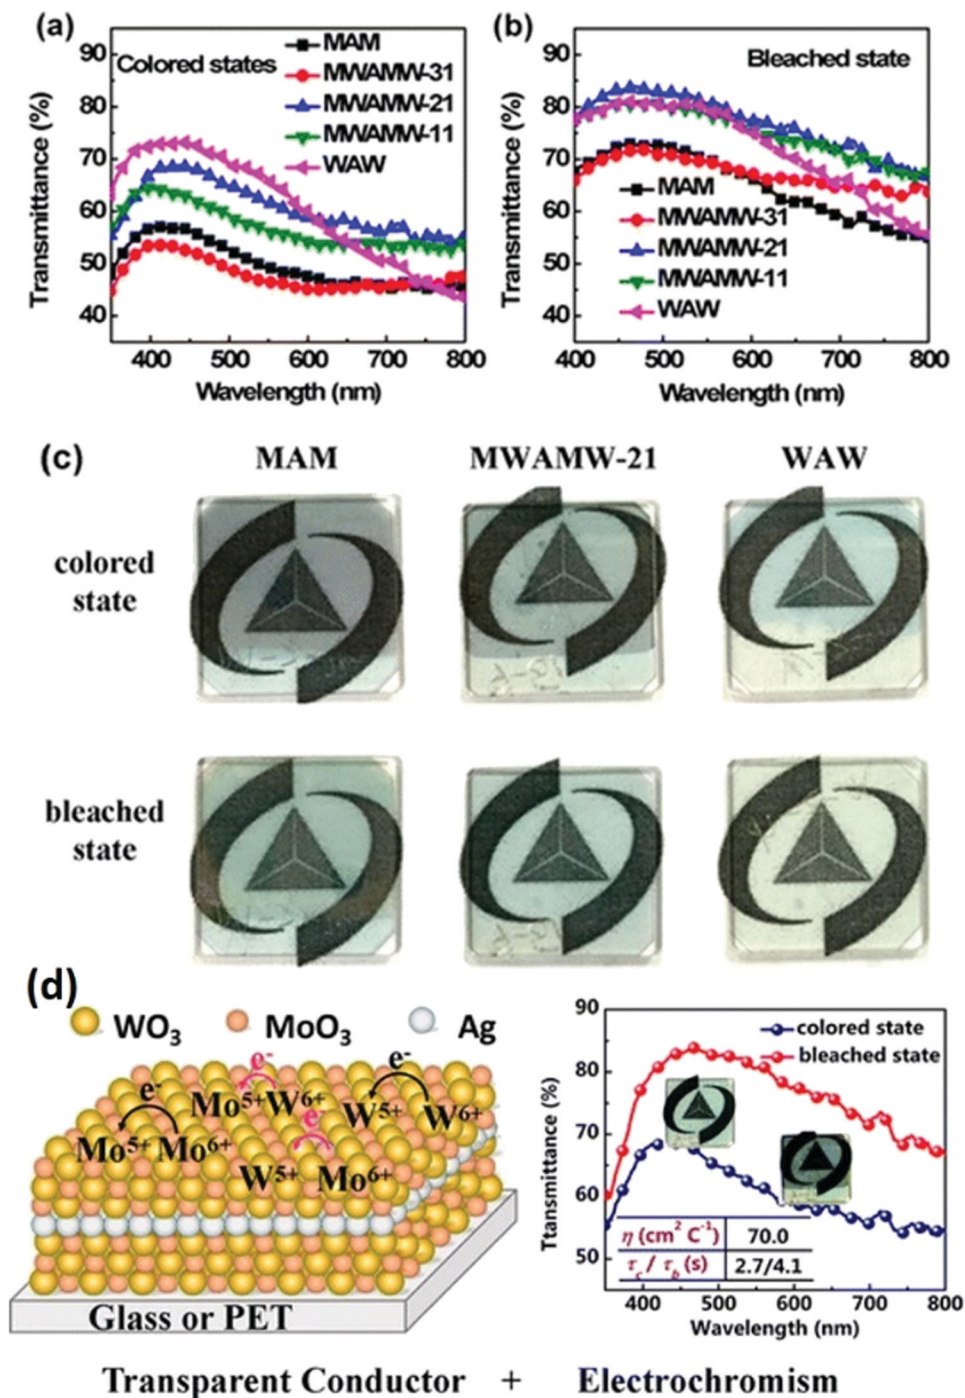 (a)
95
90
80
70
60
50
40
Transmittance (%)
Colored states
MAM
MWAMW-31
MWAMW-21
MWAMW-11
WAW
400 500 600 700 800
Wavelength (nm)
(b)
90
80
70
60
50
40
Transmittance (%)
Bleached state
MAM
MWAMW-31
MWAMW-21
MWAMW-11
WAW
400 500 600 700 800
Wavelength (nm)
(c)
MAM MWAMW-21 WAW
colored
state
bleached
state
(d)
WO3 MoO3 Ag
e- e- e-
Mo5+ W6+ W5+ W6+
e-
Mo5+ Mo6+ W5+ Mo6+
Glass or PET
90
80
70
60
50
Ttansmittance (%)
colored state
bleached state
η (cm2 C-1) 70.0
τc / τb (s) 2.7/4.1
400 500 600 700 800
Wavelength (nm)
Transparent Conductor + Electrochromism